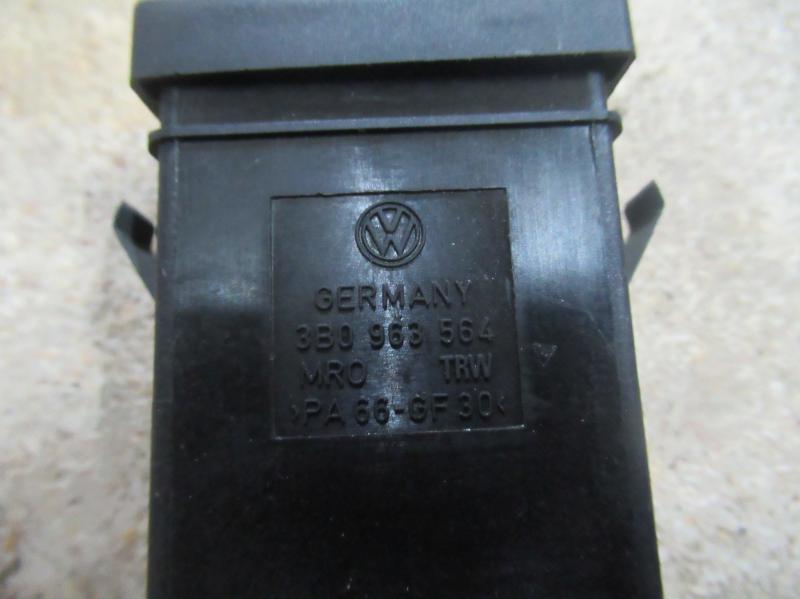 GERMANY
3B0 963 564
MRO TRW
>PA 66-GF 30<